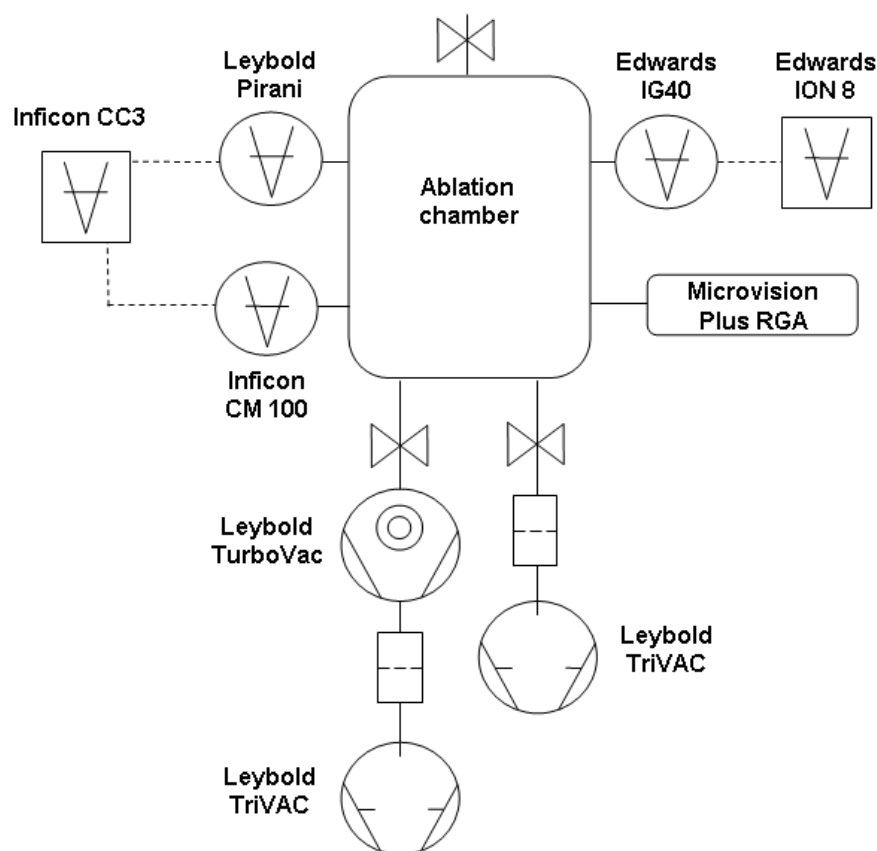 Leybold
Pirani
Edwards
IG40
Edwards
ION 8
Inficon CC3
Ablation
chamber
Microvision
Plus RGA
Inficon
CM 100
Leybold
TurboVac
Leybold
TriVAC
Leybold
TriVAC